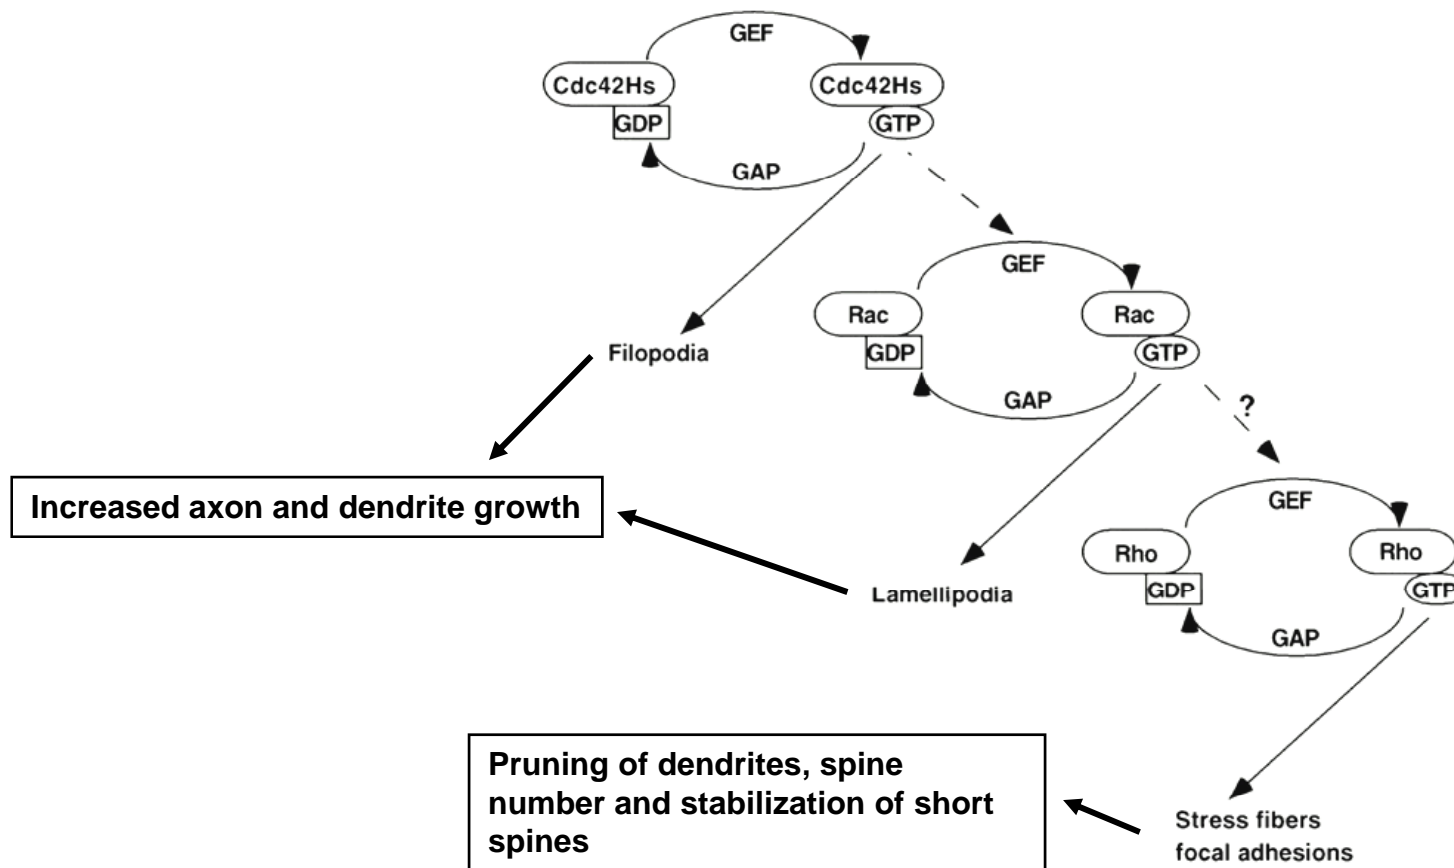 GEF
Cdc42Hs
Cdc42Hs
GDP
GTP
GAP
GEF
Rac
Rac
GDP
GTP
Filopodia
GAP
?
Increased axon and dendrite growth
GEF
Rho
Rho
GDP
GTP
Lamellipodia
GAP
Pruning of dendrites, spine
number and stabilization of short
spines
Stress fibers
focal adhesions